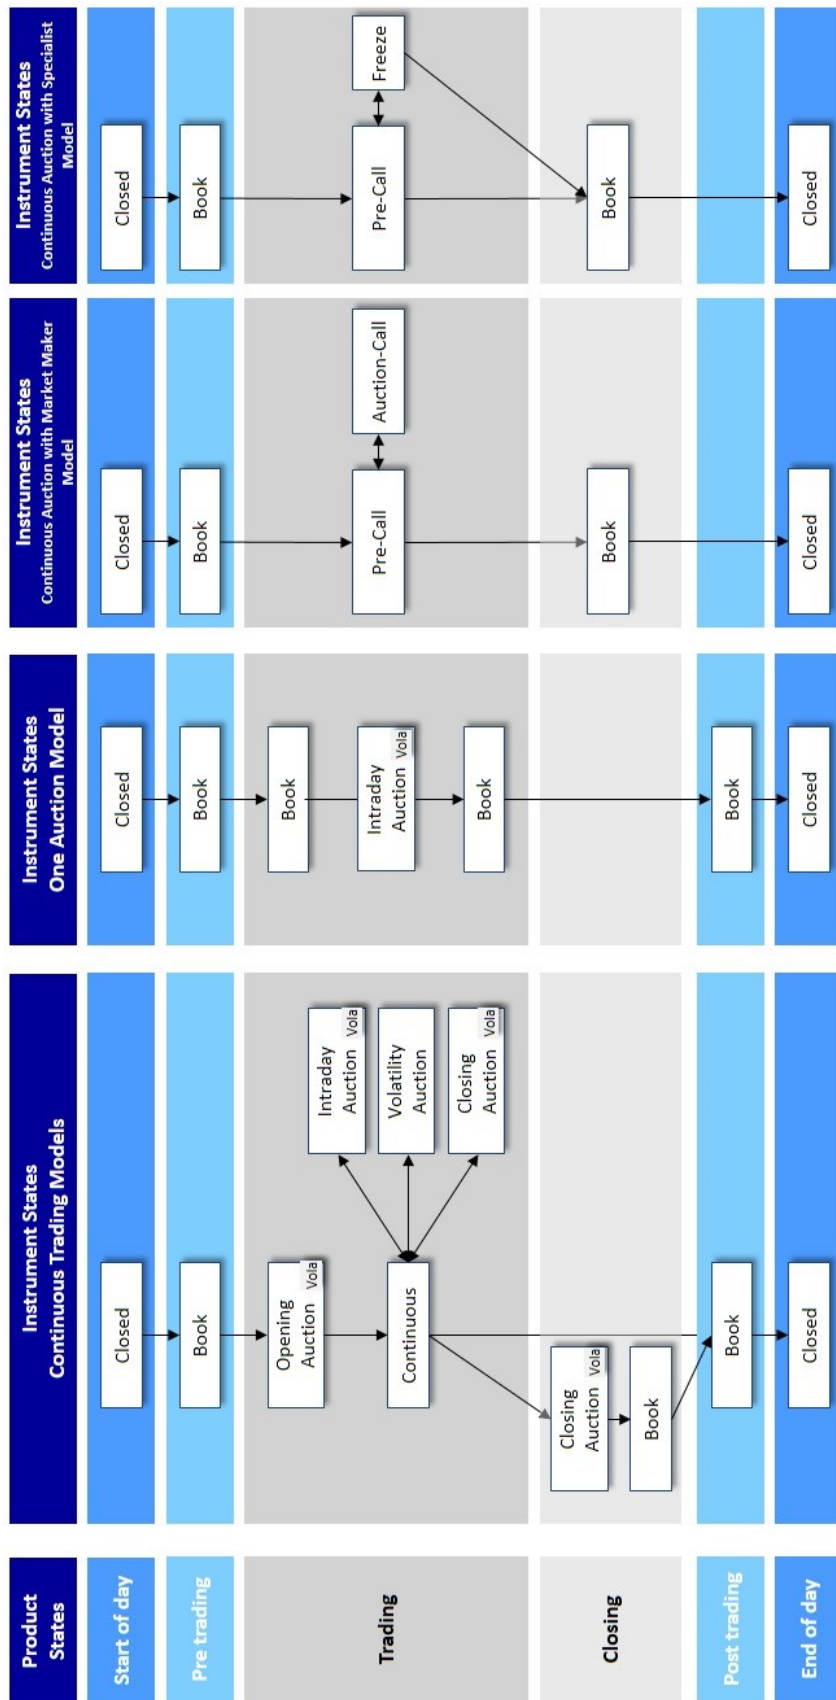 Product
States
Start of day
Pre trading
Trading
Closing
Post trading
End of day
Instrument States
Continuous Trading Models
Closed
Book
Opening
Auction
Vola
Continuous
Intraday
Auction
Vola
Volatility
Auction
Closing
Auction
Vola
Closing
Auction
Vola
Book
Book
Closed
Instrument States
One Auction Model
Closed
Book
Book
Intraday
Auction
Vola
Book
Book
Closed
Instrument States
Continuous Auction with Market Maker
Model
Closed
Book
Pre-Call
Auction-Call
Book
Closed
Instrument States
Continuous Auction with Specialist
Model
Closed
Book
Pre-Call
Freeze
Book
Closed